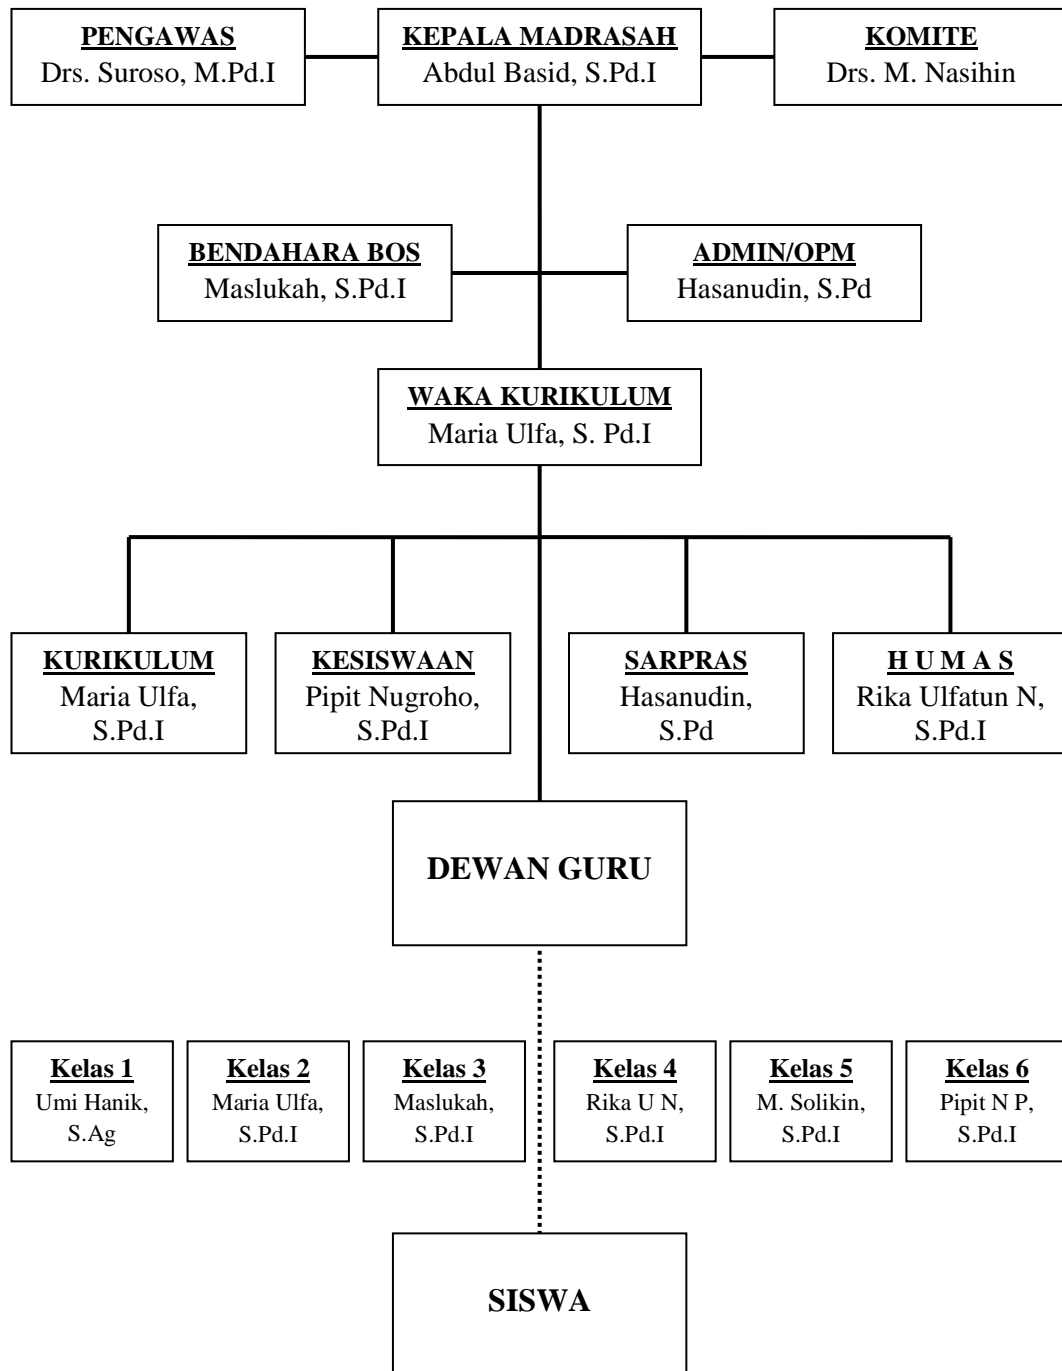 PENGAWAS
Drs. Suroso, M.Pd.I
KEPALA MADRASAH
Abdul Basid, S.Pd.I
KOMITE
Drs. M. Nasihin
BENDAHARA BOS
Maslukah, S.Pd.I
ADMIN/OPM
Hasanudin, S.Pd
WAKA KURIKULUM
Maria Ulfa, S. Pd.I
KURIKULUM
Maria Ulfa,
S.Pd.I
KESISWAAN
Pipit Nugroho,
S.Pd.I
SARPRAS
Hasanudin,
S.Pd
H U M A S
Rika Ulfatun N,
S.Pd.I
DEWAN GURU
Kelas 1
Umi Hanik,
S.Ag
Kelas 2
Maria Ulfa,
S.Pd.I
Kelas 3
Maslukah,
S.Pd.I
Kelas 4
Rika U N,
S.Pd.I
Kelas 5
M. Solikin,
S.Pd.I
Kelas 6
Pipit N P,
S.Pd.I
SISWA